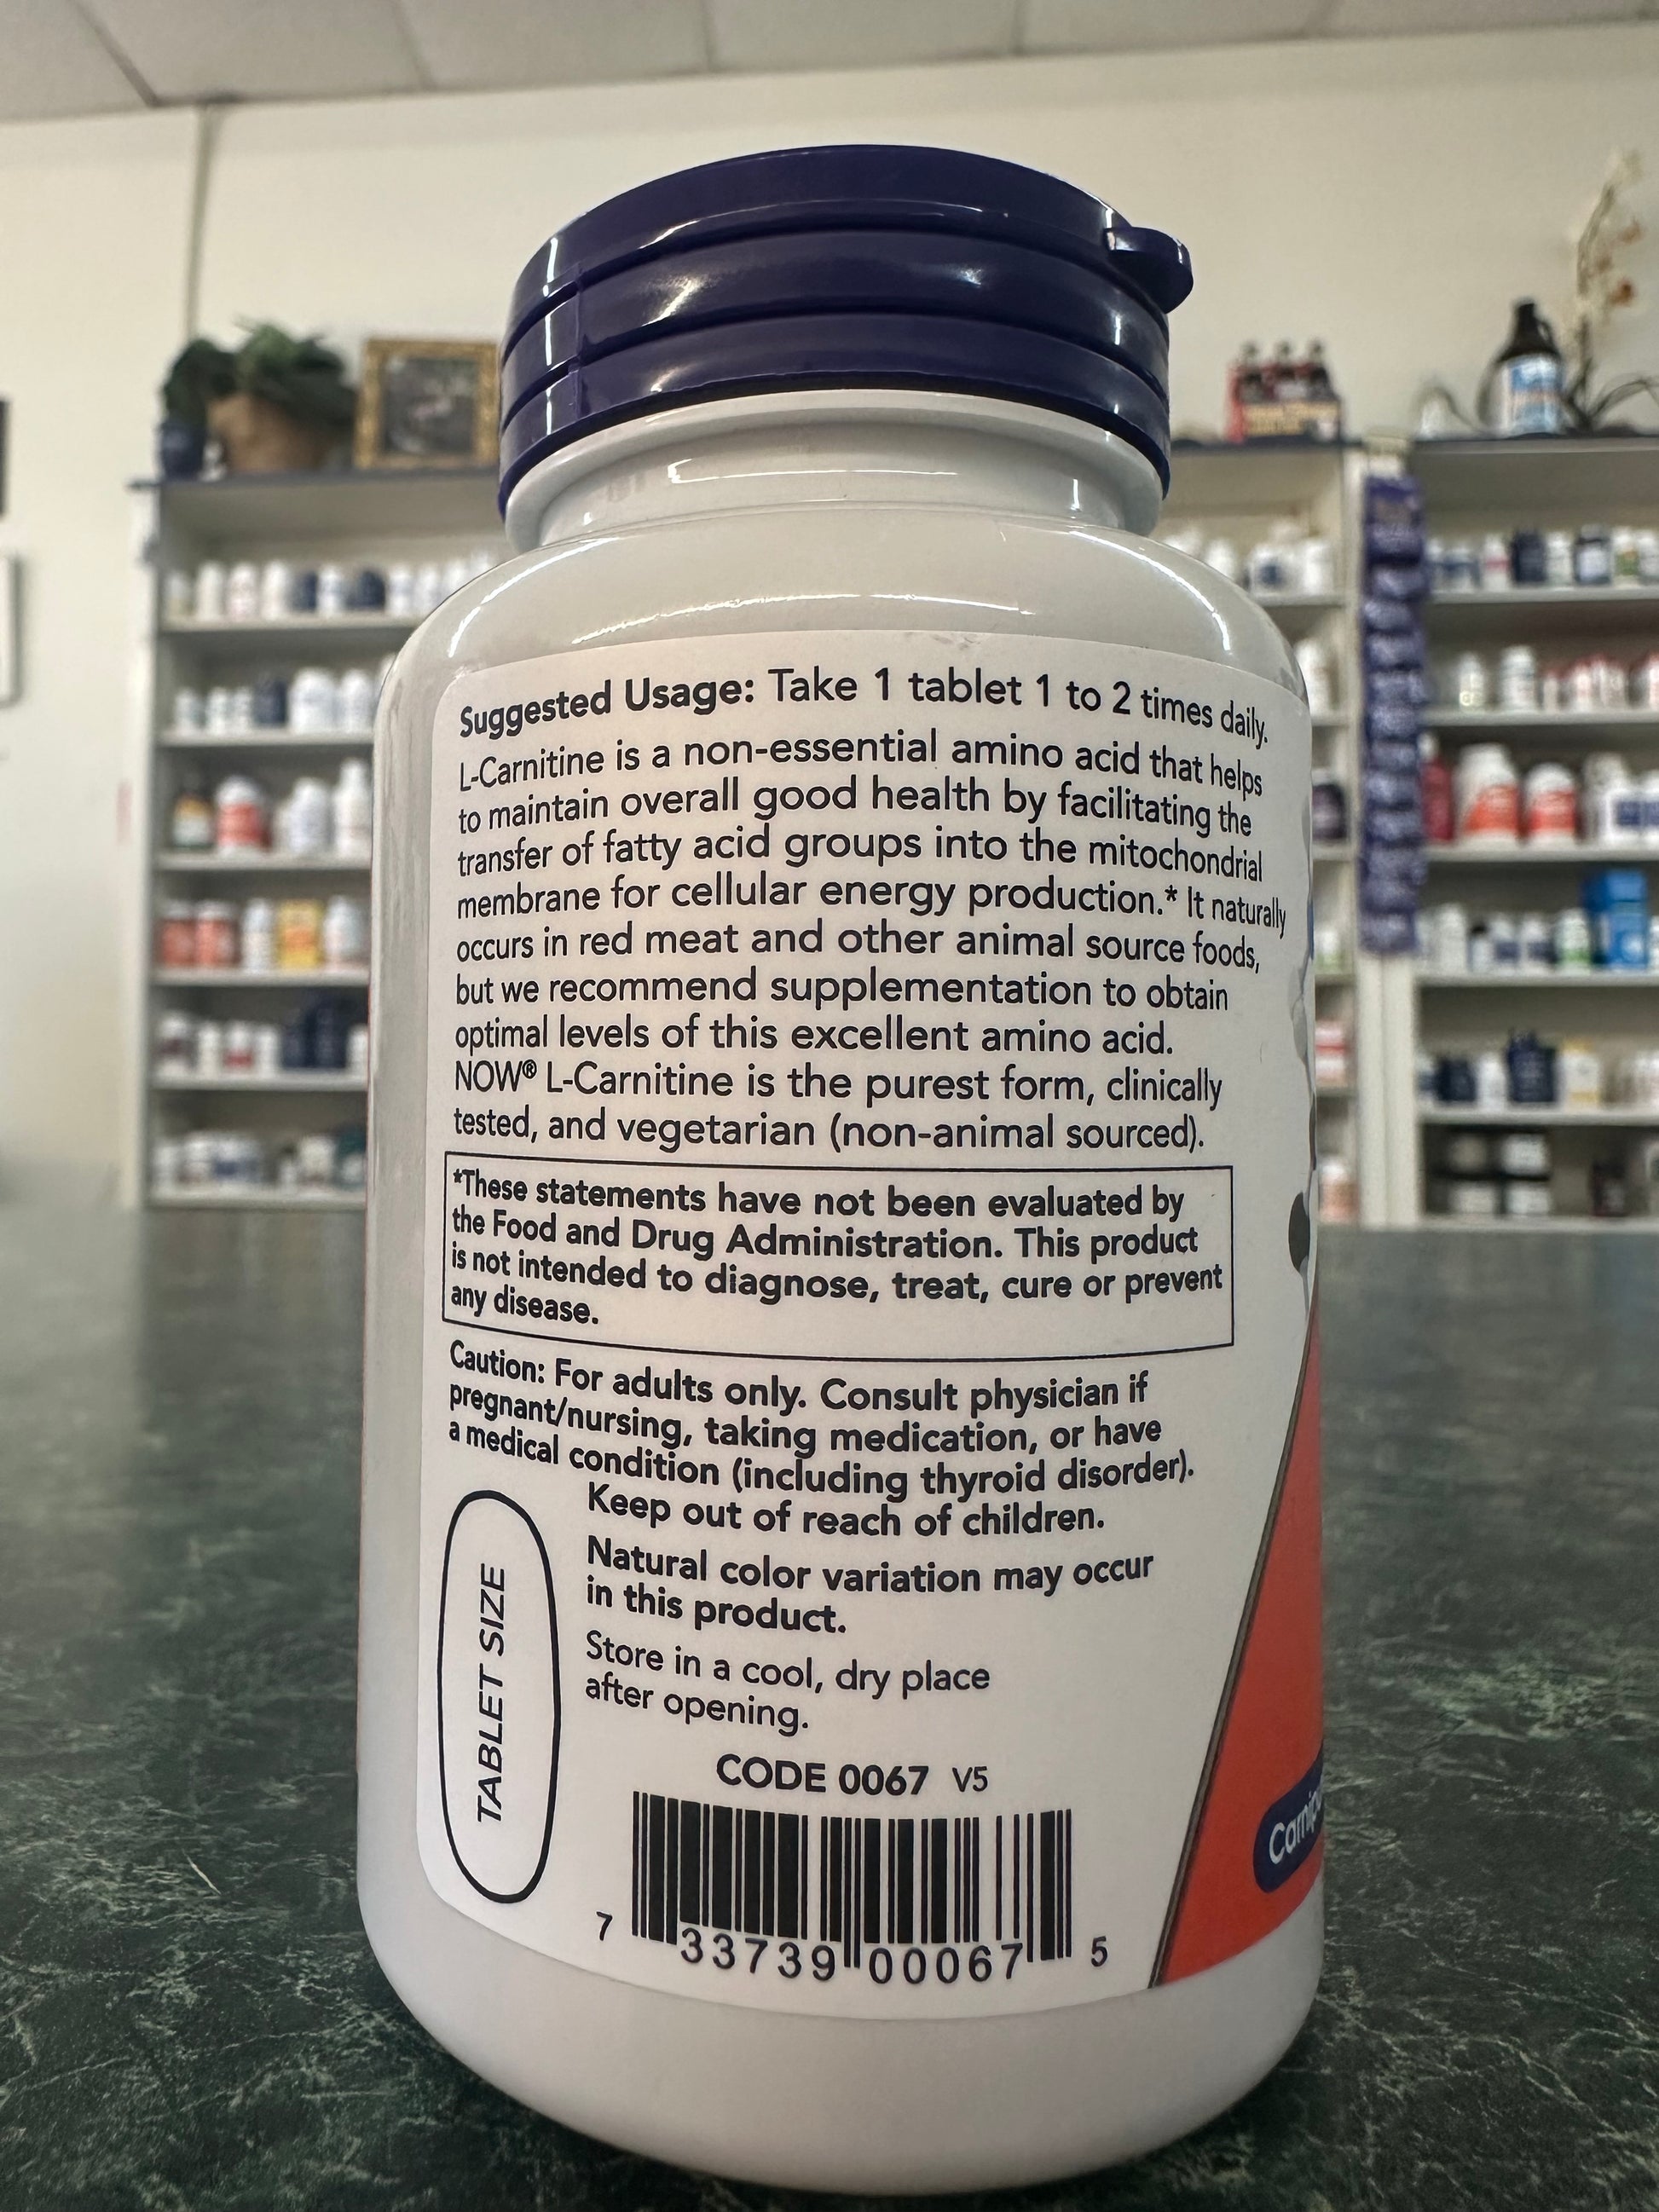 Suggested Usage: Take 1 tablet 1 to 2 times daily.
L-Carnitine is a non-essential amino acid that helps
to maintain overall good health by facilitating the
transfer of fatty acid groups into the mitochondrial
membrane for cellular energy production.* It naturally
occurs in red meat and other animal source foods,
but we recommend supplementation to obtain
optimal levels of this excellent amino acid.
NOW® L-Carnitine is the purest form, clinically
tested, and vegetarian (non-animal sourced).
*These statements have not been evaluated by
the Food and Drug Administration. This product
is not intended to diagnose, treat, cure or prevent
any disease.
Caution: For adults only. Consult physician if
pregnant/nursing, taking medication, or have
a medical condition (including thyroid disorder).
Keep out of reach of children.
Natural color variation may occur
in this product.
Store in a cool, dry place
after opening.
TABLET SIZE
CODE 0067 V5
7 33739 00067 5